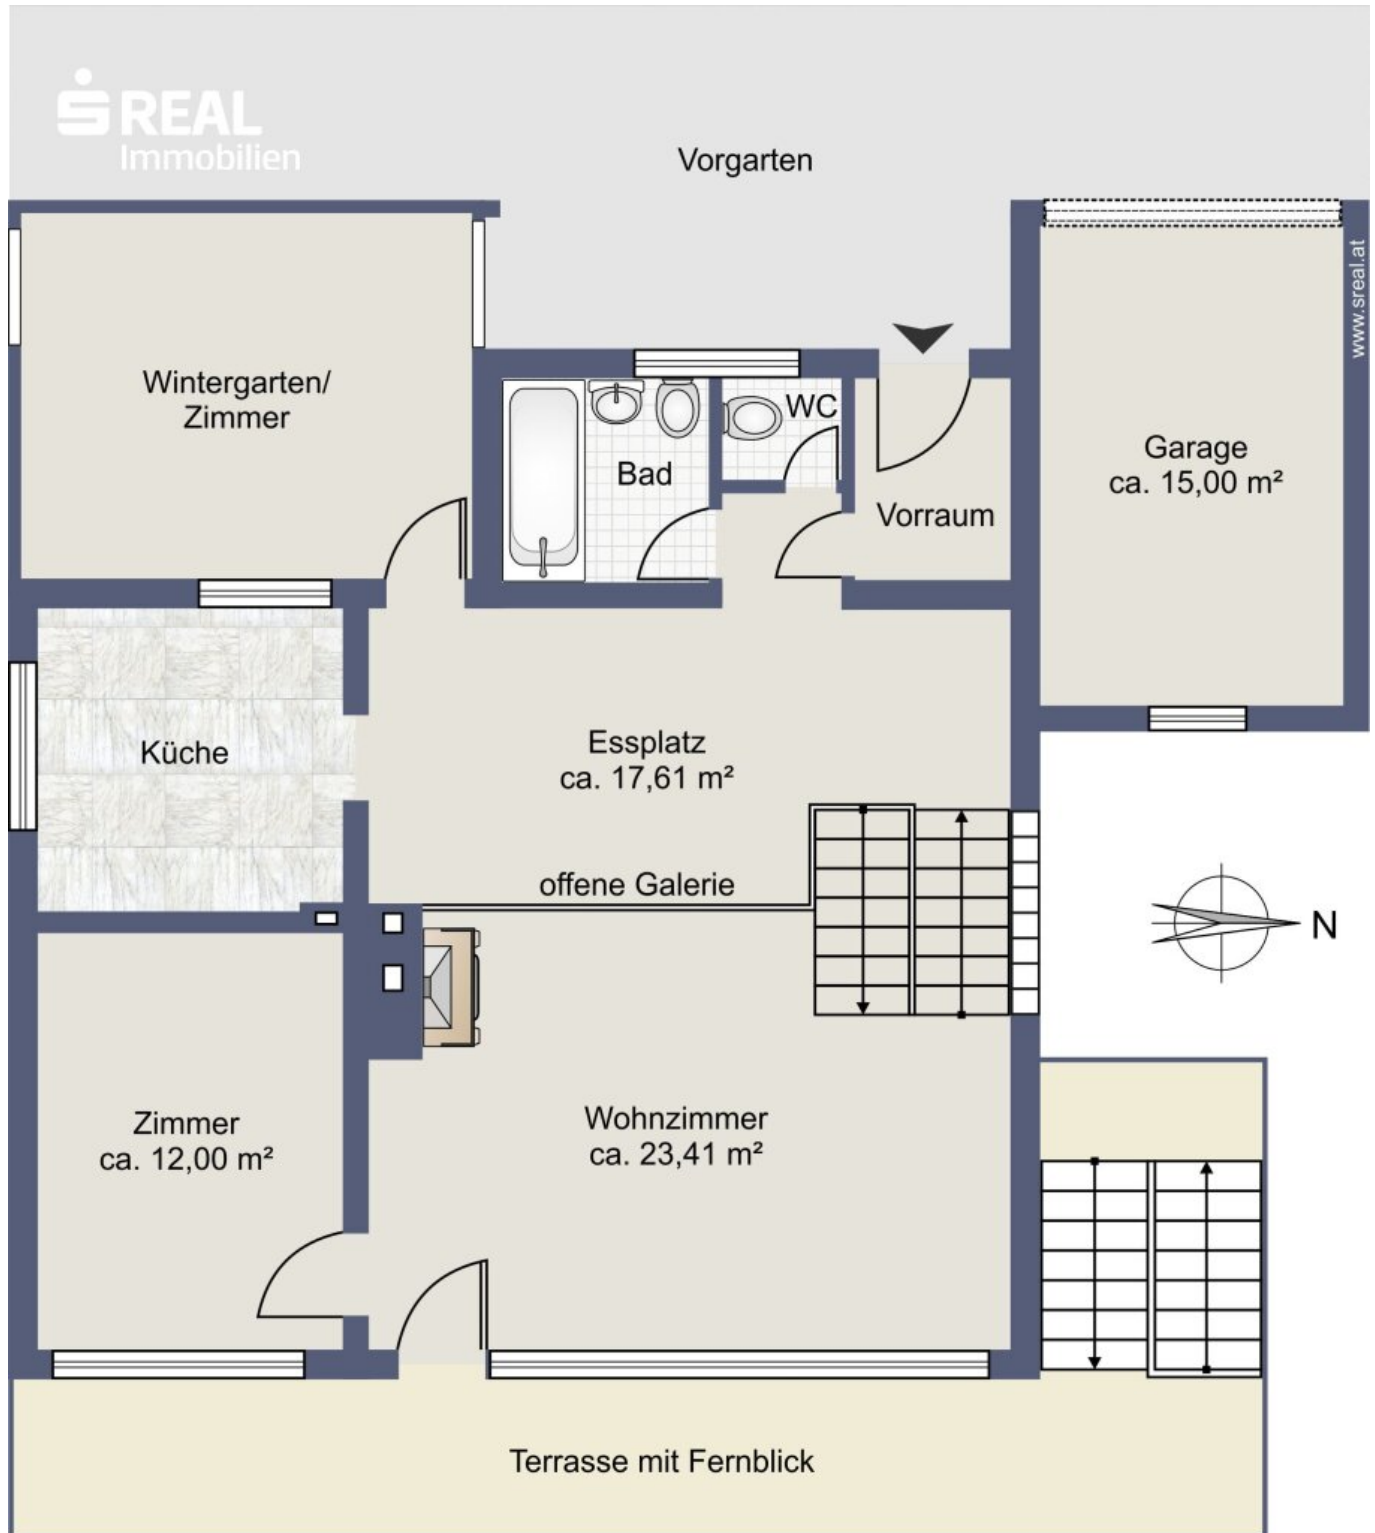 S REAL
Immobilien
Vorgarten
www.sreal.at
Wintergarten/
Zimmer
WC
Bad
Vorraum
Garage
ca. 15,00 m²
Küche
Essplatz
ca. 17,61 m²
offene Galerie
N
Zimmer
ca. 12,00 m²
Wohnzimmer
ca. 23,41 m²
Terrasse mit Fernblick